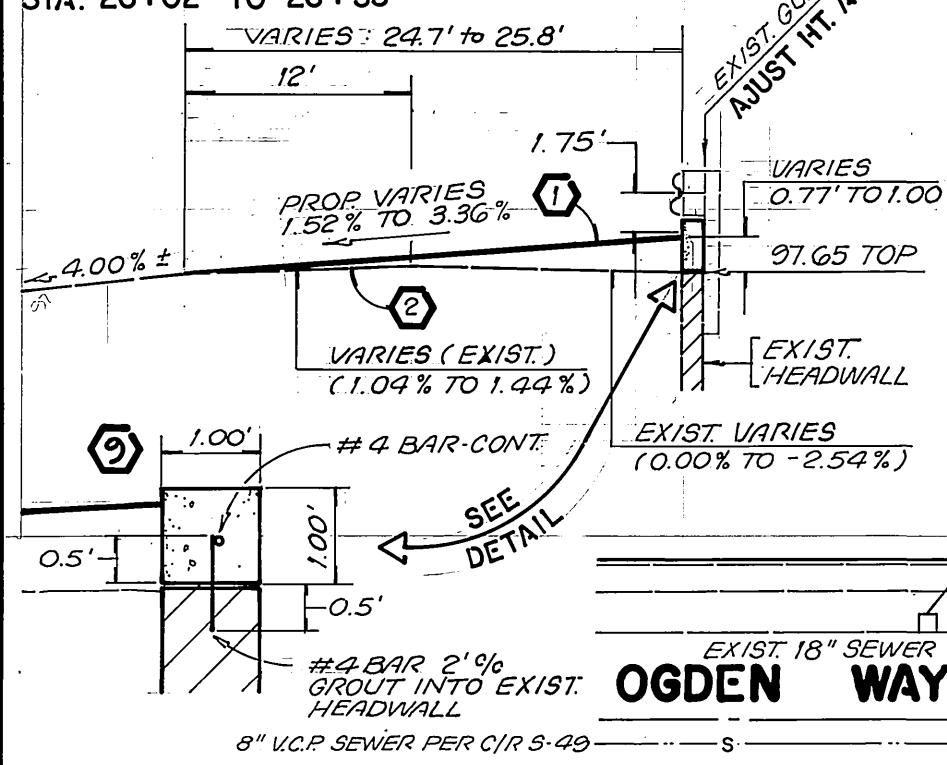 STA. 26+02 TO 26+35
VARIES: 24.7' to 25.8'
12'
EXIST.
AJUST HT.
1.75'
VARIES
0.77' TO 1.00
PROP. VARIES
1.52% TO 3.36%
1
4.00% ±
97.65 TOP
2
VARIES (EXIST.)
(1.04% TO 1.44%)
EXIST.
HEADWALL
9
1.00'
#4 BAR-CONT.
EXIST. VARIES
(0.00% TO -2.54%)
SEE
DETAIL
1.00'
0.5'
0.5'
#4 BAR 2' o/c
GROUT INTO EXIST.
HEADWALL
EXIST. 18" SEWER
OGDEN WAY
8" V.C.P. SEWER PER C/R S-49
S